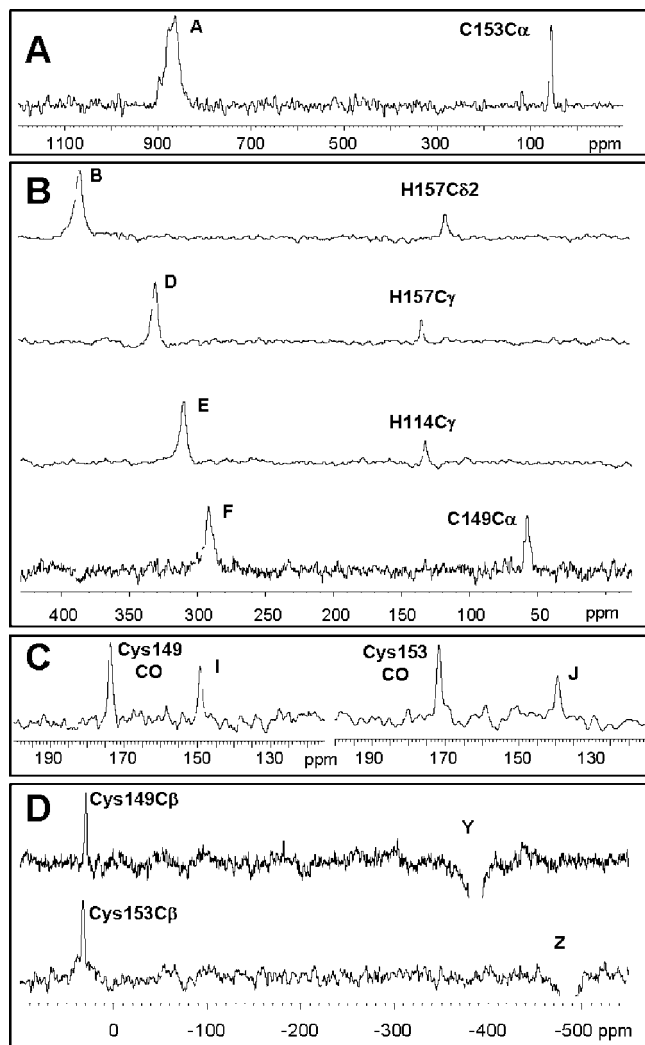 A
A
C153Cα
1100 900 700 500 300 100 ppm
B
B
H157Cδ2
D
H157Cγ
E
H114Cγ
F
C149Cα
400 350 300 250 200 150 100 50 ppm
C
Cys149
CO
I
Cys153
CO
J
190 170 150 130 ppm
190 170 150 130
D
Cys149Cβ
Y
Cys153Cβ
Z
0 -100 -200 -300 -400 -500 ppm